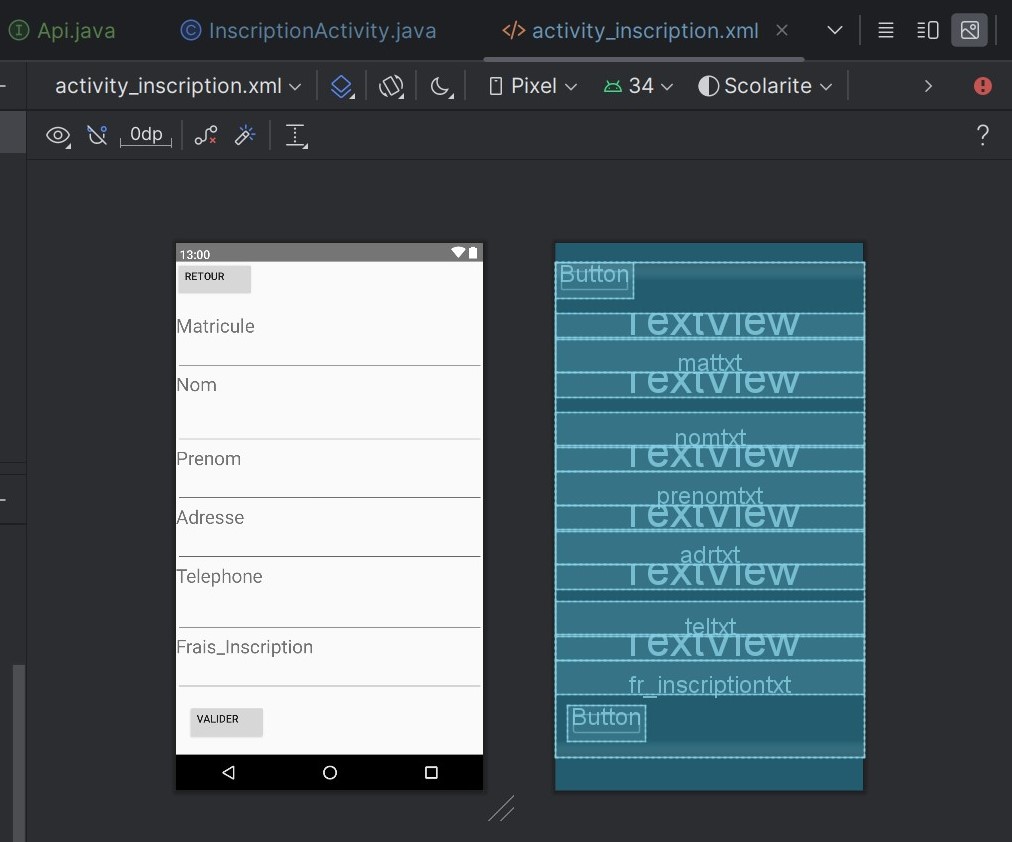 Api.java InscriptionActivity.java activity_inscription.xml
activity_inscription.xml Pixel 34 Scolarite
0dp
13:00
RETOUR
Matricule
Nom
Prenom
Adresse
Telephone
Frais_Inscription
VALIDER
Button
TextView
mattxt
TextView
nomtxt
TextView
prenomtxt
TextView
adrtxt
TextView
teltxt
TextView
fr_inscriptiontxt
Button